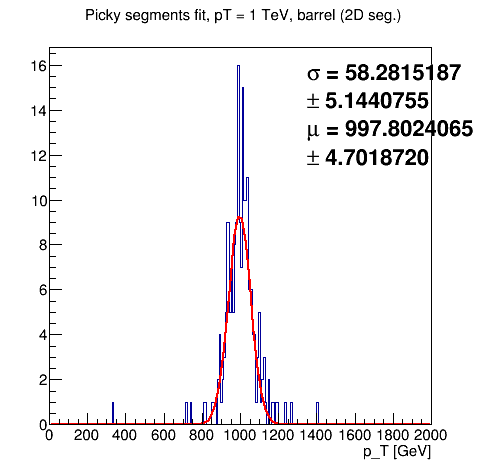 Picky segments fit, pT = 1 TeV, barrel (2D seg.)
σ = 58.2815187
± 5.1440755
μ = 997.8024065
± 4.7018720
16
14
12
10
8
6
4
2
0
0 200 400 600 800 1000 1200 1400 1600 1800 2000
p_T [GeV]